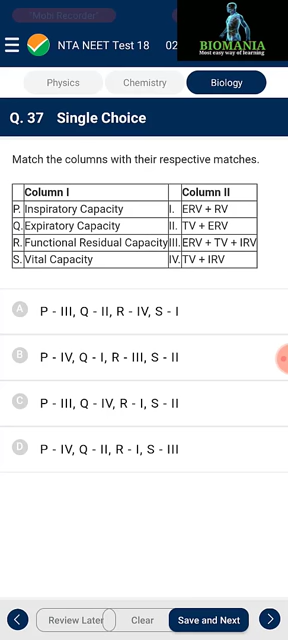 "Mobi Recorder"
NTA NEET Test 18 02
BIOMANIA
Most easy way of learning
Physics Chemistry Biology
Q. 37 Single Choice
Match the columns with their respective matches.
Column I Column II
P. Inspiratory Capacity I. ERV + RV
Q. Expiratory Capacity II. TV + ERV
R. Functional Residual Capacity III. ERV + TV + IRV
S. Vital Capacity IV. TV + IRV
A P - III, Q - II, R - IV, S - I
B P - IV, Q - I, R - III, S - II
C P - III, Q - IV, R - I, S - II
D P - IV, Q - II, R - I, S - III
Review Later Clear Save and Next